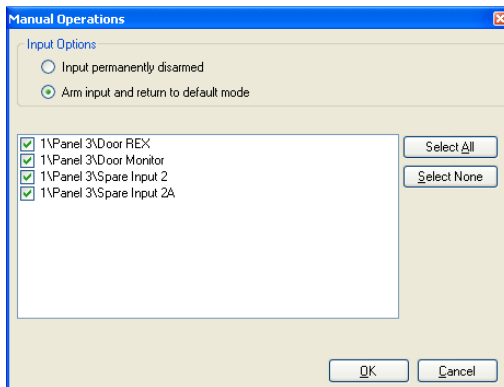 Manual Operations
Input Options
Input permanently disarmed
Arm input and return to default mode
1\Panel 3\Door REX
1\Panel 3\Door Monitor
1\Panel 3\Spare Input 2
1\Panel 3\Spare Input 2A
Select All
Select None
OK
Cancel